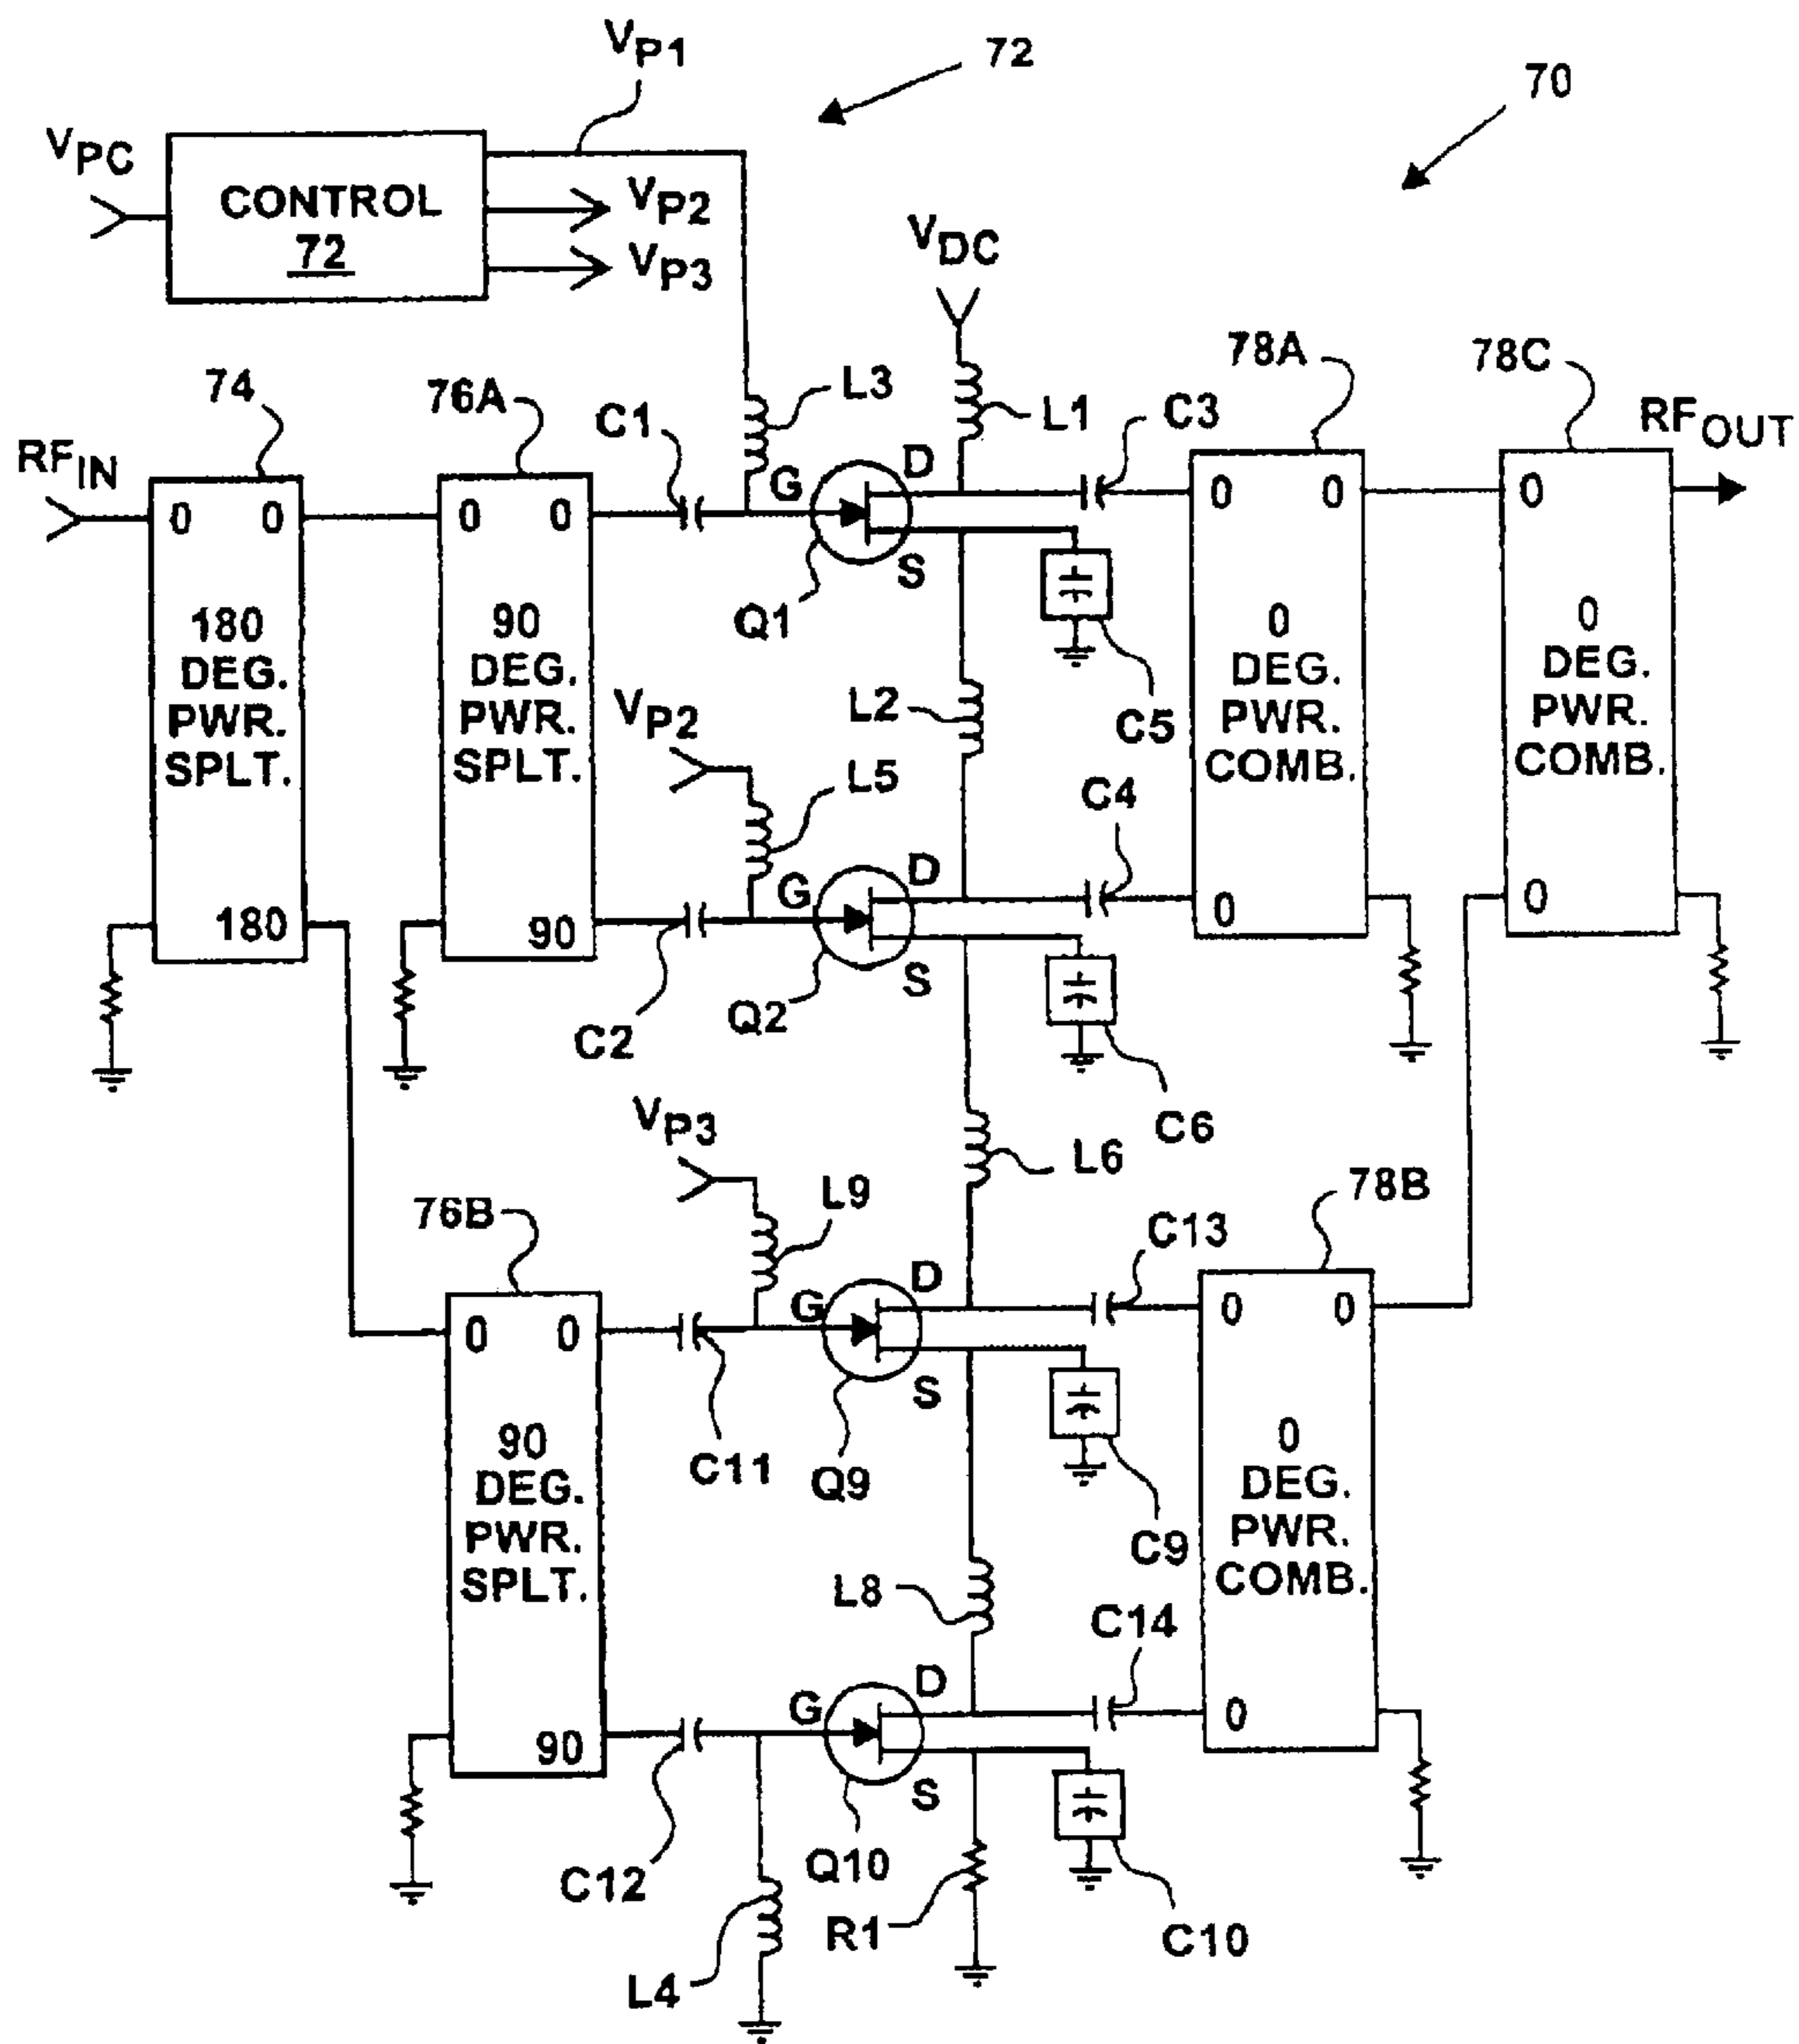 VP1
72
70
VPC
CONTROL
72
VP2
VP3
VDC
74
76A
C1
L3
L1
C3
78A
78C
RFIN
RFOUT
0 0
180
DEG.
PWR.
SPLT.
180
0 0
90
DEG.
PWR.
SPLT.
90
G
D
S
Q1
C5
0 0
0
DEG.
PWR.
COMB.
0
0
0
DEG.
PWR.
COMB.
0
L2
VP2
L5
C4
G
D
S
Q2
C2
C6
VP3
L6
76B
L9
C13
78B
0 0
90
DEG.
PWR.
SPLT.
90
G
D
S
C11
Q9
C9
0 0
0
DEG.
PWR.
COMB.
0
L8
C14
G
D
S
C12
Q10
R1
C10
L4